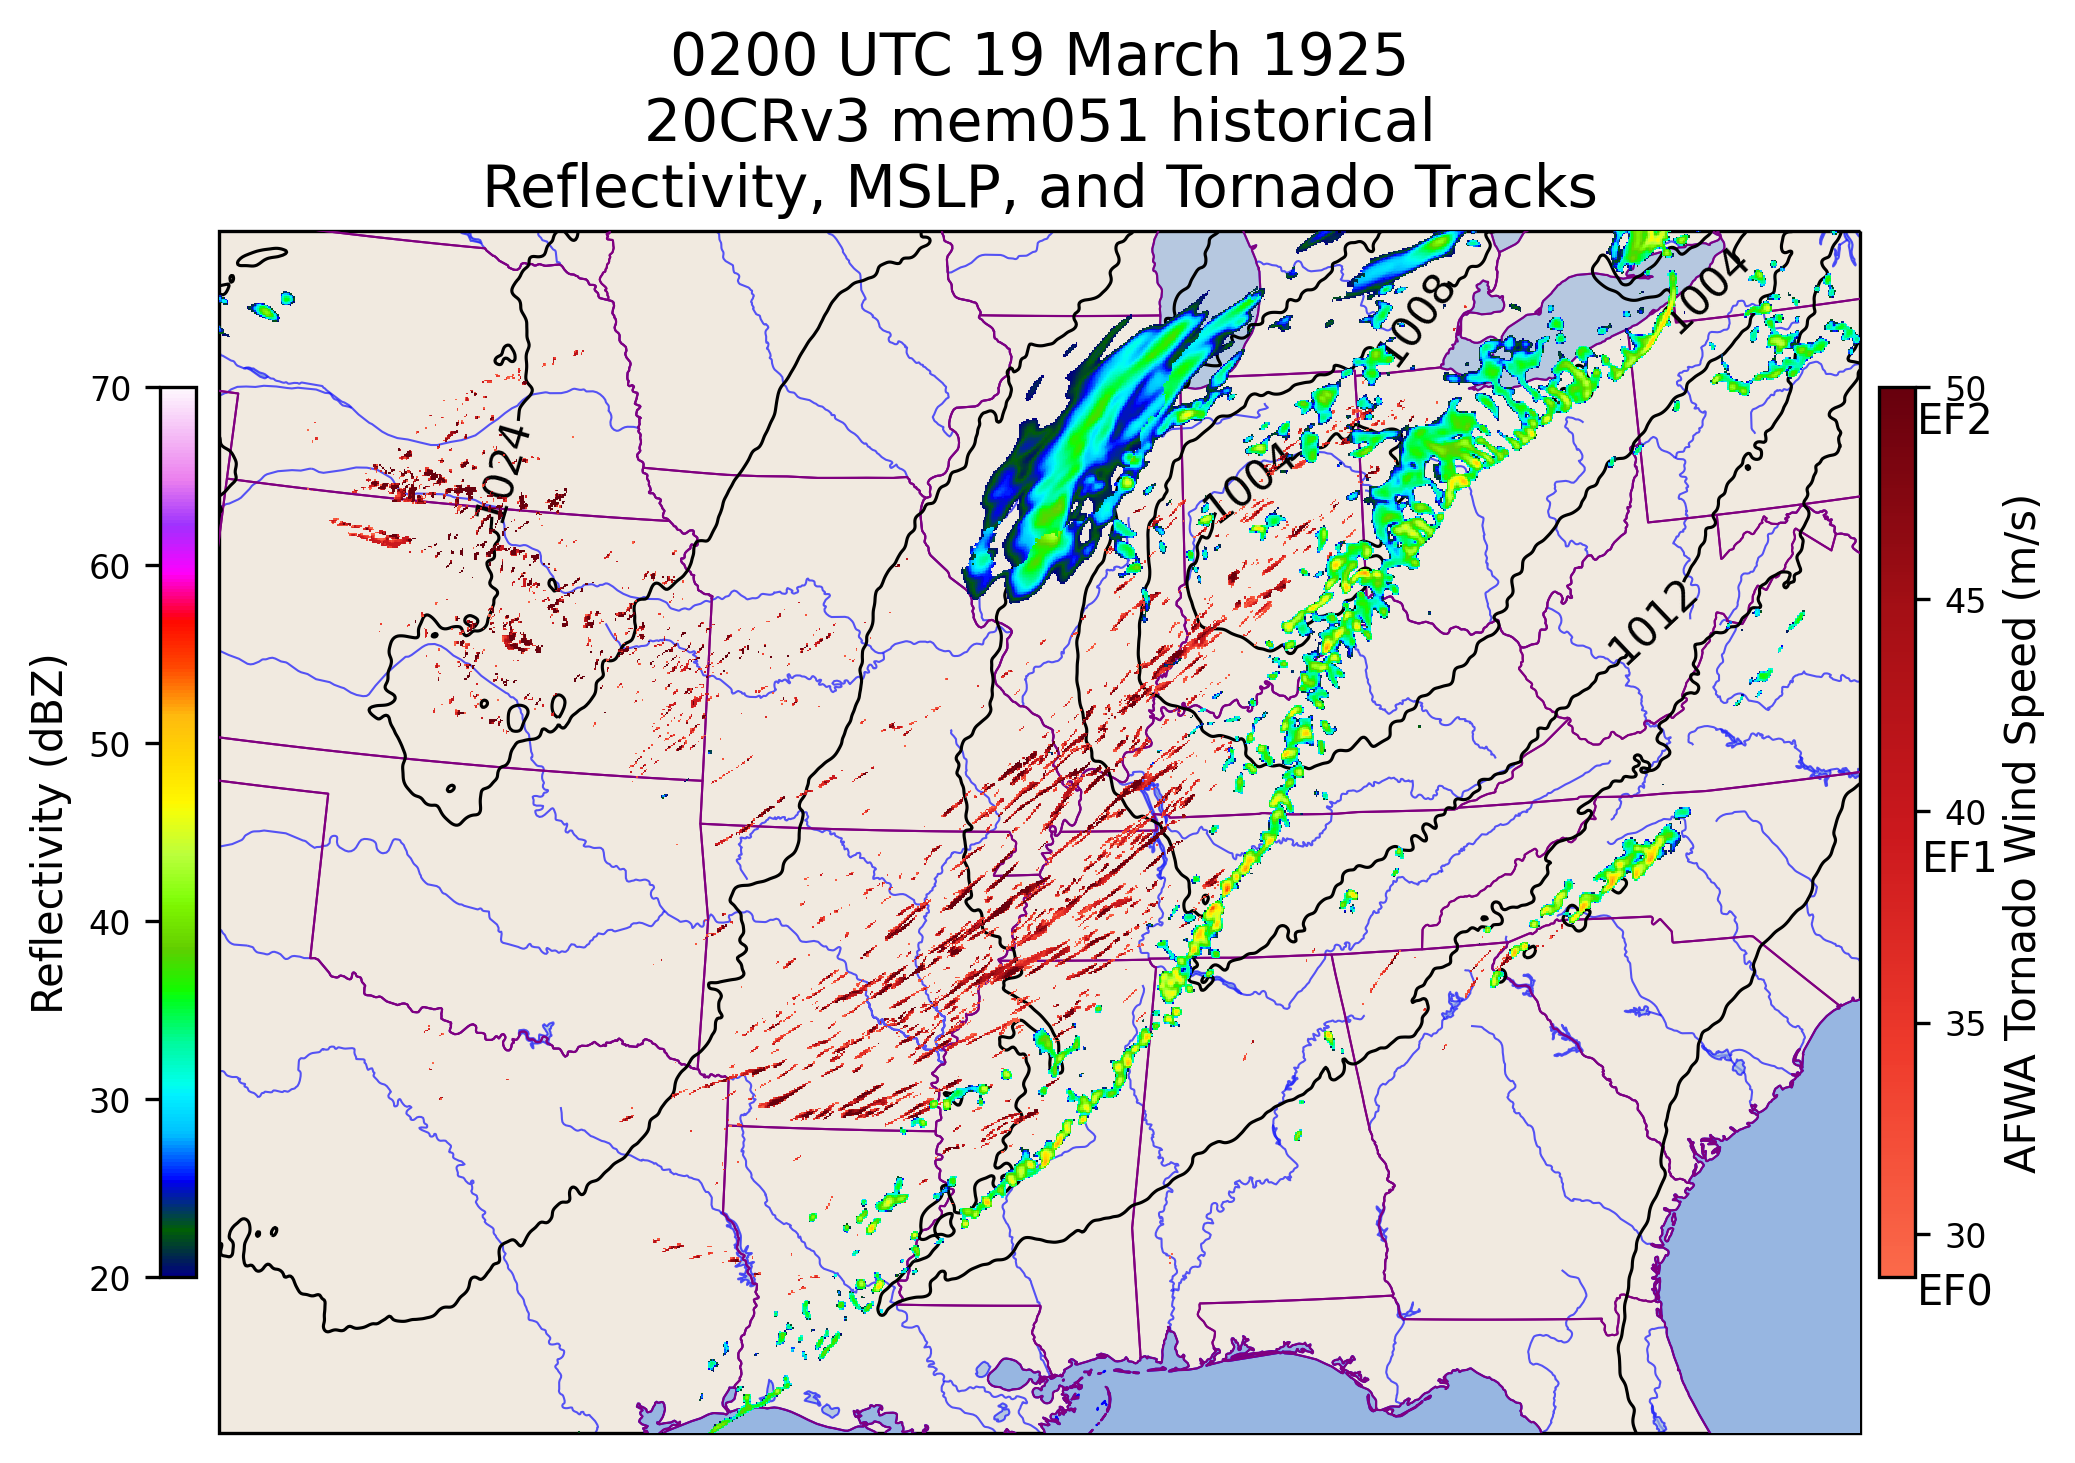 0200 UTC 19 March 1925
20CRv3 mem051 historical
Reflectivity, MSLP, and Tornado Tracks
Reflectivity (dBZ)
70
60
50
40
30
20
1024
1008
1004
1004
1012
50
EF2
45
40
EF1
35
30
EF0
AFWA Tornado Wind Speed (m/s)